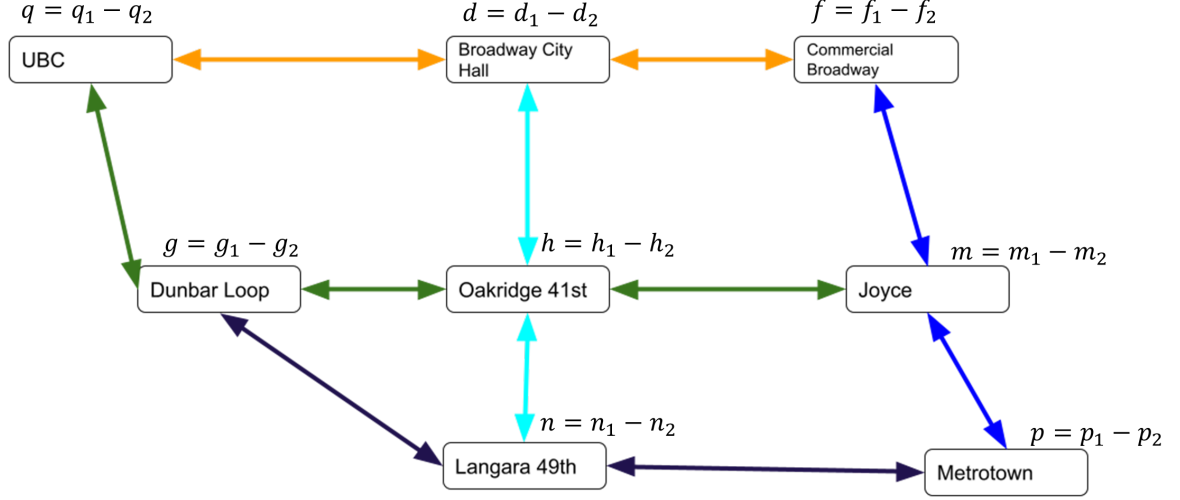 q = q₁ − q₂
d = d₁ − d₂
f = f₁ − f₂
UBC
Broadway City
Hall
Commercial
Broadway
g = g₁ − g₂
h = h₁ − h₂
m = m₁ − m₂
Dunbar Loop
Oakridge 41st
Joyce
n = n₁ − n₂
p = p₁ − p₂
Langara 49th
Metrotown